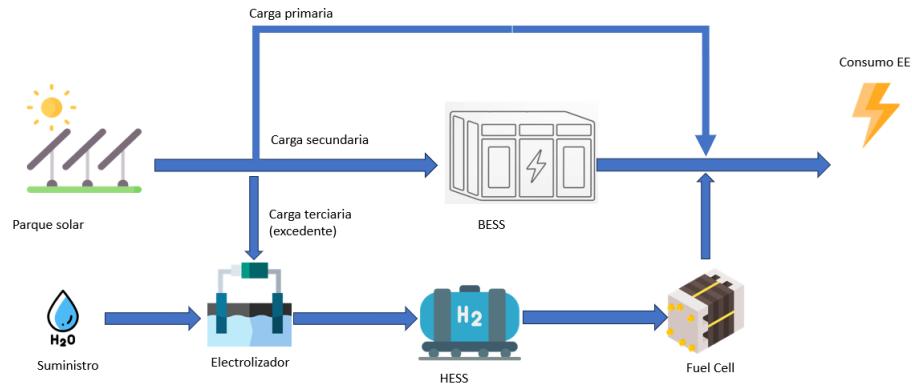 Carga primaria
Consumo EE
Carga secundaria
Parque solar
Carga terciaria
(excedente)
BESS
H2O
Suministro
Electrolizador
H2
HESS
Fuel Cell